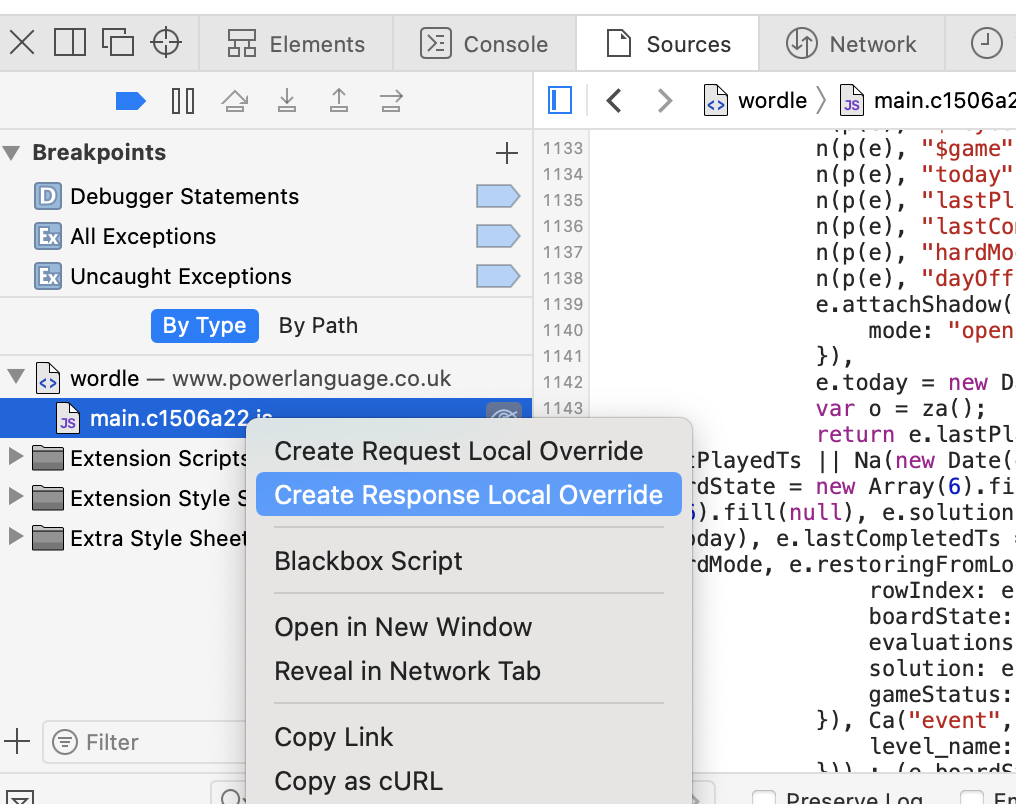 Elements
Console
Sources
Network
wordle
main.c1506a2
Breakpoints
Debugger Statements
All Exceptions
Uncaught Exceptions
By Type
By Path
wordle — www.powerlanguage.co.uk
main.c1506a22.js
Extension Scripts
Extension Style S
Extra Style Sheet
Filter
Create Request Local Override
Create Response Local Override
Blackbox Script
Open in New Window
Reveal in Network Tab
Copy Link
Copy as cURL
1133 n(p(e), "$game"
1134 n(p(e), "today"
1135 n(p(e), "lastPl
1136 n(p(e), "lastCo
1137 n(p(e), "hardMo
1138 n(p(e), "dayOff
1139 e.attachShadow(
1140 mode: "open
1141 }),
1142 e.today = new D
1143 var o = za();
return e.lastPl
tPlayedTs || Na(new Date(
rdState = new Array(6).fi
).fill(null), e.solution
day), e.lastCompletedTs =
rdMode, e.restoringFromLo
rowIndex: e
boardState:
evaluations
solution: e
gameStatus:
}), Ca("event",
level_name:
})) : (e.boardS
Preserve Log